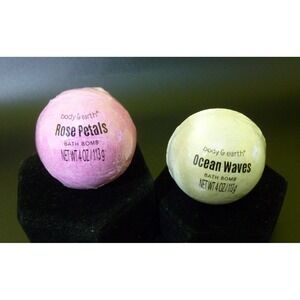 body & earth®
Rose Petals
BATH BOMB
NET WT. 4 OZ / 113 g
body & earth®
Ocean Waves
BATH BOMB
NET WT. 4 OZ / 113 g